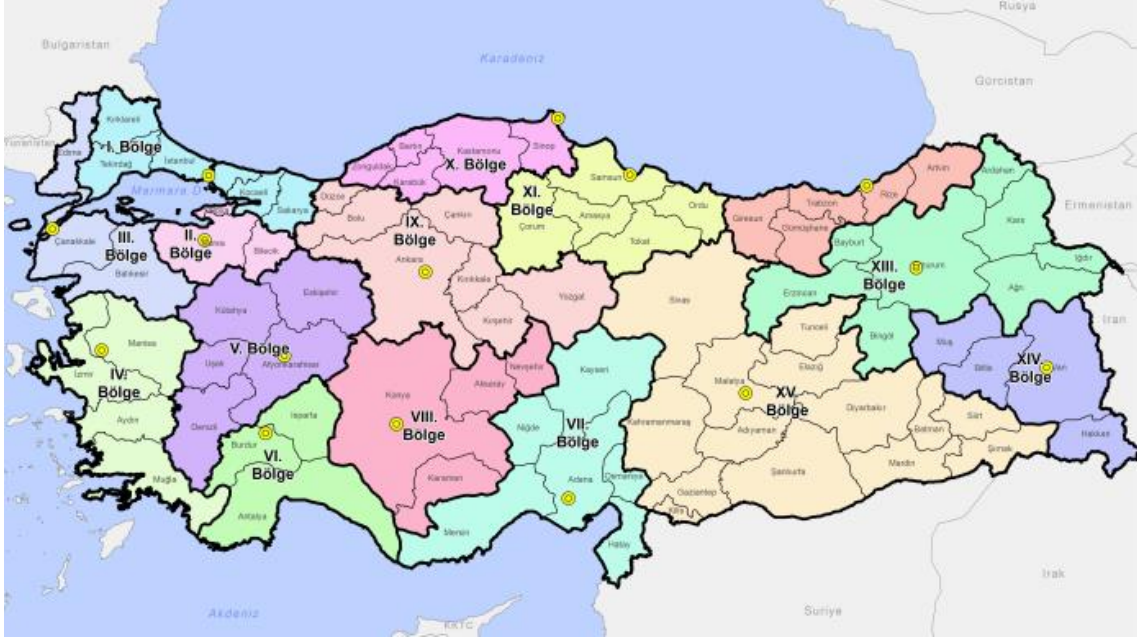 Rusya
Bulgaristan
Karadeniz
Gürcistan
Kırklareli
Edirne
I. Bölge
Tekirdağ
İstanbul
Yunanistan
Kocaeli
Sakarya
Marmara D
Bartın
Zonguldak
Kastamonu
Sinop
X. Bölge
Karabük
Samsun
Artvin
Ardahan
Rize
Trabzon
Giresun
Gümüşhane
Ordu
XI.
Bölge
Çorum
Amasya
Tokat
Düzce
Bolu
Çankırı
IX.
Bölge
Ankara
Kırıkkale
Kırşehir
Yozgat
Kars
Ermenistan
Bayburt
XIII.
Bölge
Erzurum
Erzincan
Iğdır
Ağrı
Bingöl
Çanakkale
III.
Bölge
Balıkesir
II.
Bölge
Bursa
Bilecik
Eskişehir
Kütahya
V. Bölge
Uşak
Afyonkarahisar
Denizli
Manisa
İzmir
IV.
Bölge
Aydın
Muğla
Isparta
Burdur
VI.
Bölge
Antalya
Konya
Aksaray
Nevşehir
VIII.
Bölge
Karaman
Kayseri
Niğde
VII.
Bölge
Adana
Osmaniye
Mersin
Hatay
Sivas
Tunceli
Elazığ
Malatya
XV.
Bölge
Diyarbakır
Adıyaman
Kahramanmaraş
Batman
Siirt
Şırnak
Mardin
Şanlıurfa
Gaziantep
Kilis
Muş
Bitlis
XIV.
Bölge
Van
Hakkari
İran
Irak
Suriye
Akdeniz
KKTC